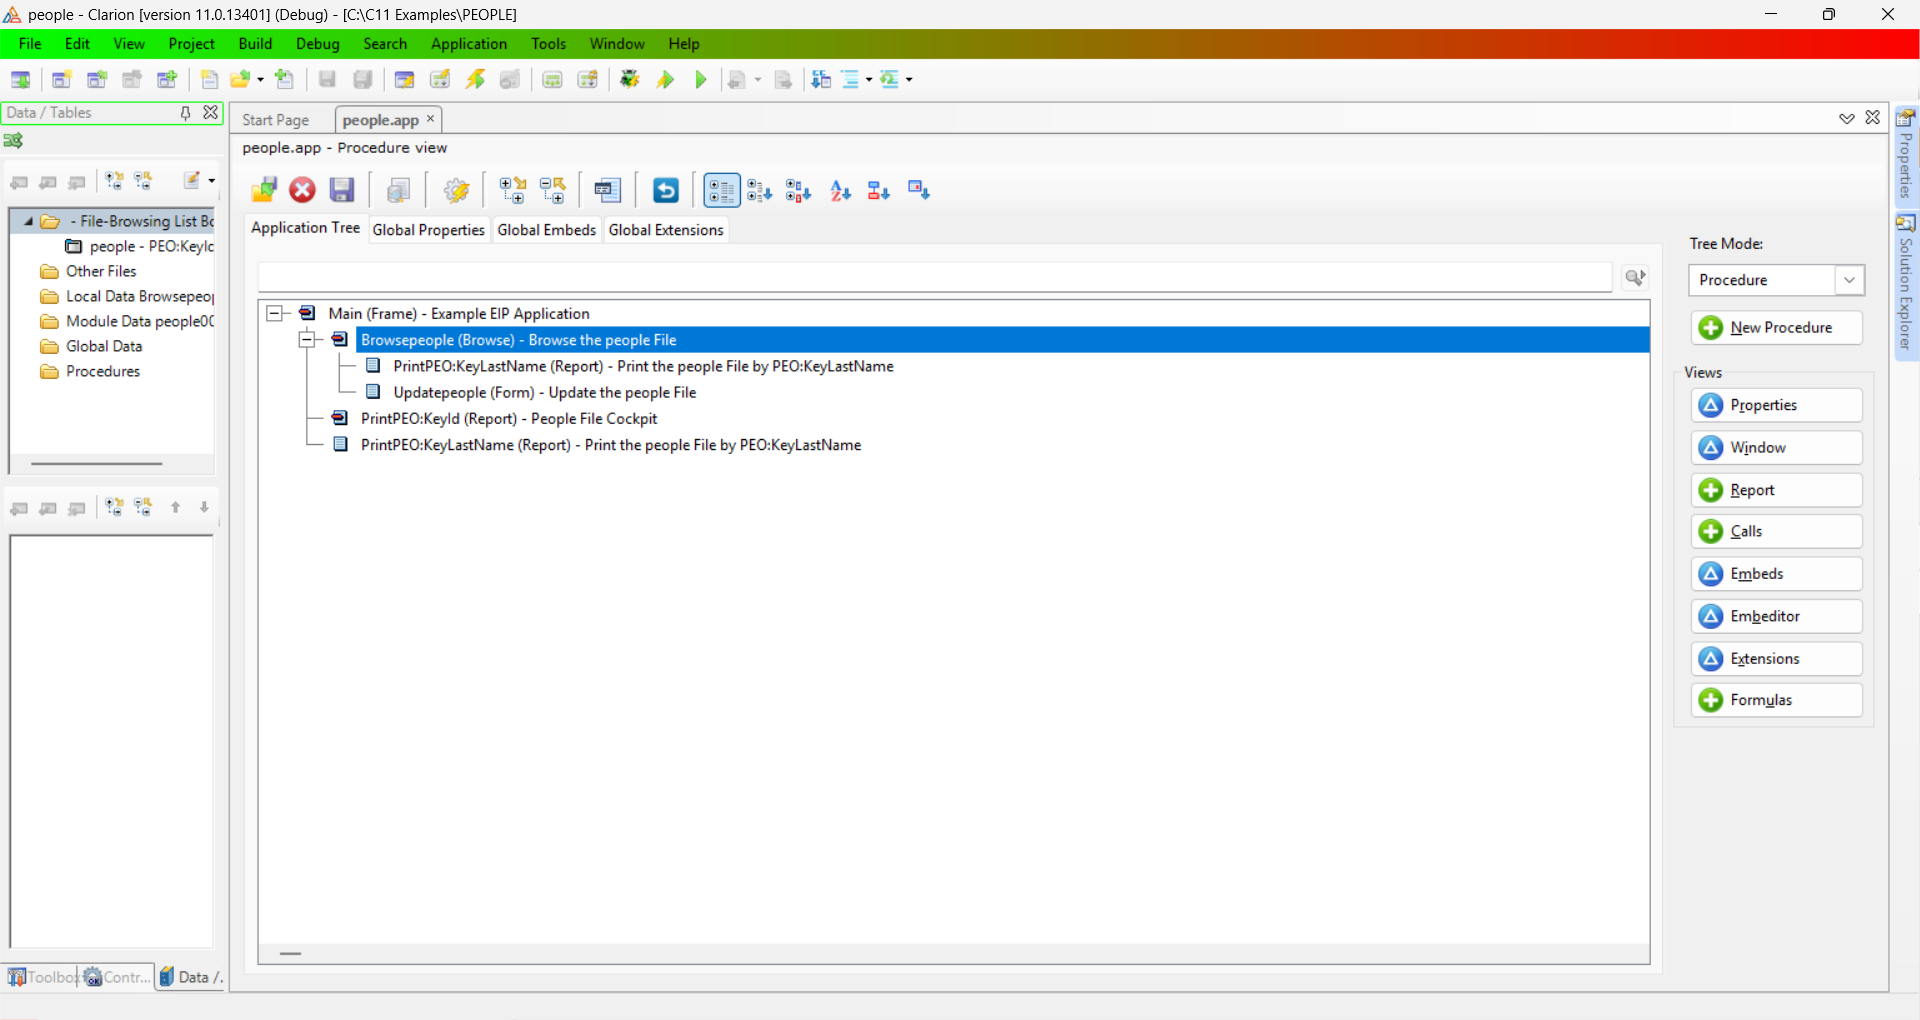 people - Clarion [version 11.0.13401] (Debug) - [C:\C11 Examples\PEOPLE]
File Edit View Project Build Debug Search Application Tools Window Help
Data / Tables
Start Page
people.app
people.app - Procedure view
- File-Browsing List Bo
people - PEO:KeyIc
Other Files
Local Data Browsepeop
Module Data people00
Global Data
Procedures
Application Tree
Global Properties
Global Embeds
Global Extensions
Main (Frame) - Example EIP Application
Browsepeople (Browse) - Browse the people File
PrintPEO:KeyLastName (Report) - Print the people File by PEO:KeyLastName
Updatepeople (Form) - Update the people File
PrintPEO:KeyId (Report) - People File Cockpit
PrintPEO:KeyLastName (Report) - Print the people File by PEO:KeyLastName
Tree Mode:
Procedure
New Procedure
Views
Properties
Window
Report
Calls
Embeds
Embeditor
Extensions
Formulas
Properties
Solution Explorer
Toolbox
Contr...
Data /.